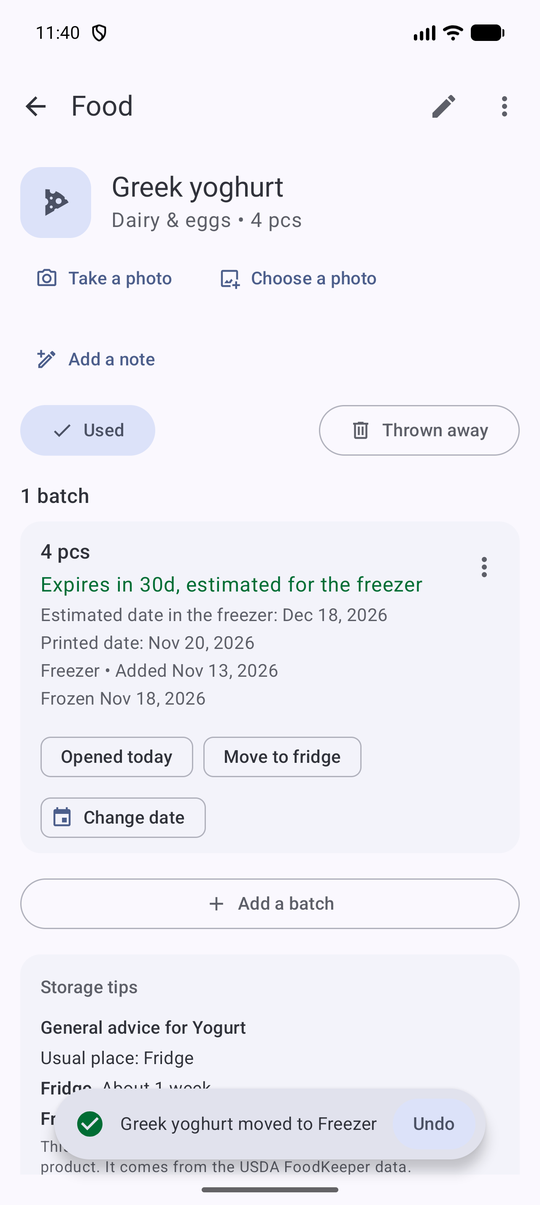 11:40
Food
Greek yoghurt
Dairy & eggs • 4 pcs
Take a photo
Choose a photo
Add a note
Used
Thrown away
1 batch
4 pcs
Expires in 30d, estimated for the freezer
Estimated date in the freezer: Dec 18, 2026
Printed date: Nov 20, 2026
Freezer • Added Nov 13, 2026
Frozen Nov 18, 2026
Opened today
Move to fridge
Change date
Add a batch
Storage tips
General advice for Yogurt
Usual place: Fridge
Fridge About 1 week
Greek yoghurt moved to Freezer
Undo
product. It comes from the USDA FoodKeeper data.